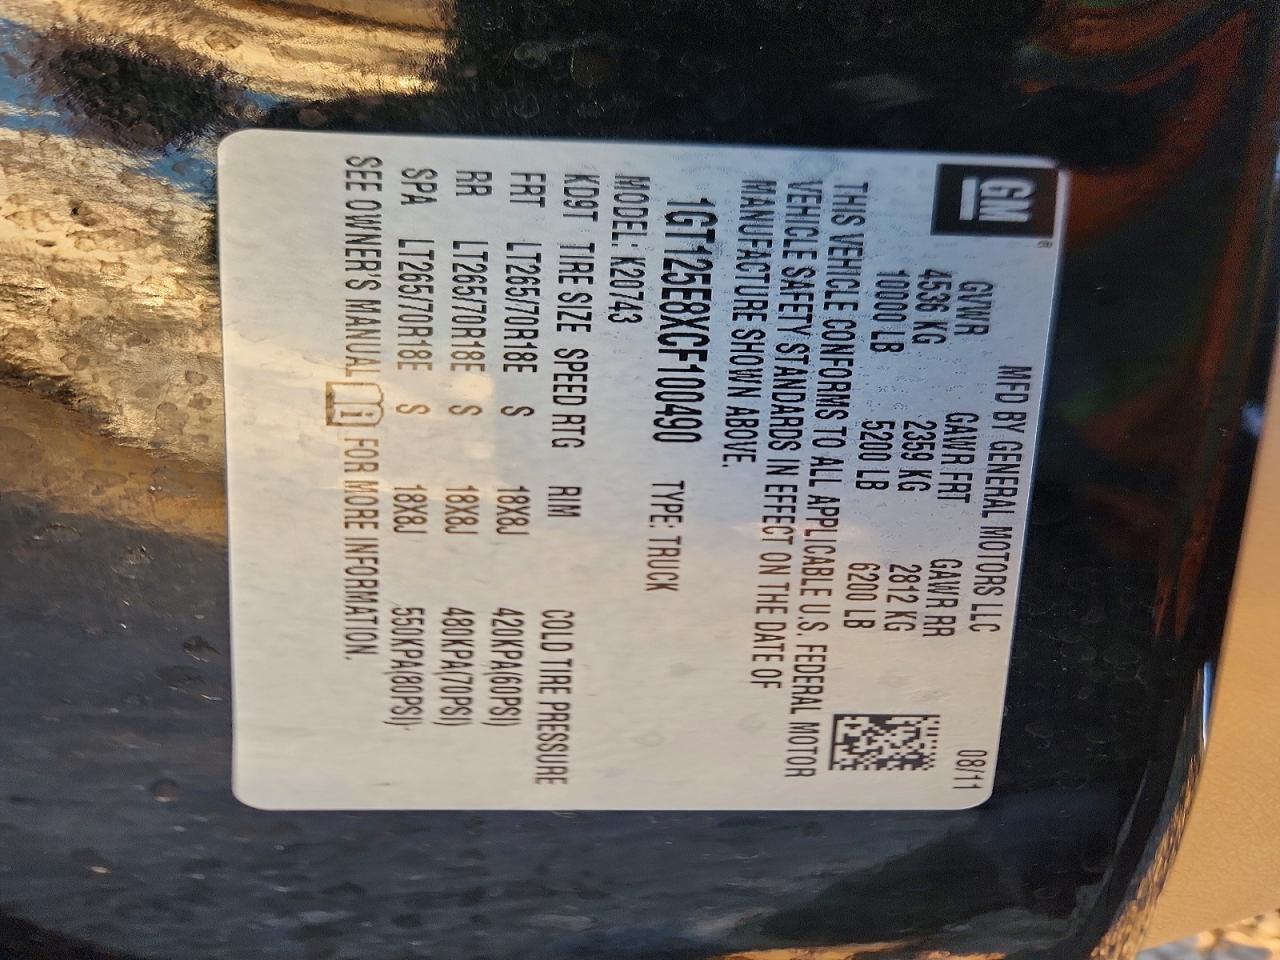 GM ®
MFD BY GENERAL MOTORS LLC 08/11
GVWR GAWR FRT GAWR RR
4536 KG 2359 KG 2812 KG
10000 LB 5200 LB 6200 LB
THIS VEHICLE CONFORMS TO ALL APPLICABLE U.S. FEDERAL MOTOR
VEHICLE SAFETY STANDARDS IN EFFECT ON THE DATE OF
MANUFACTURE SHOWN ABOVE.
1GT125E8XCF100490 TYPE: TRUCK
MODEL: K20743
KD9T TIRE SIZE SPEED RTG RIM COLD TIRE PRESSURE
FRT LT265/70R18E S 18X8J 420KPA(60PSI)
RR LT265/70R18E S 18X8J 480KPA(70PSI)
SPA LT265/70R18E S 18X8J 550KPA(80PSI)
SEE OWNER'S MANUAL FOR MORE INFORMATION.